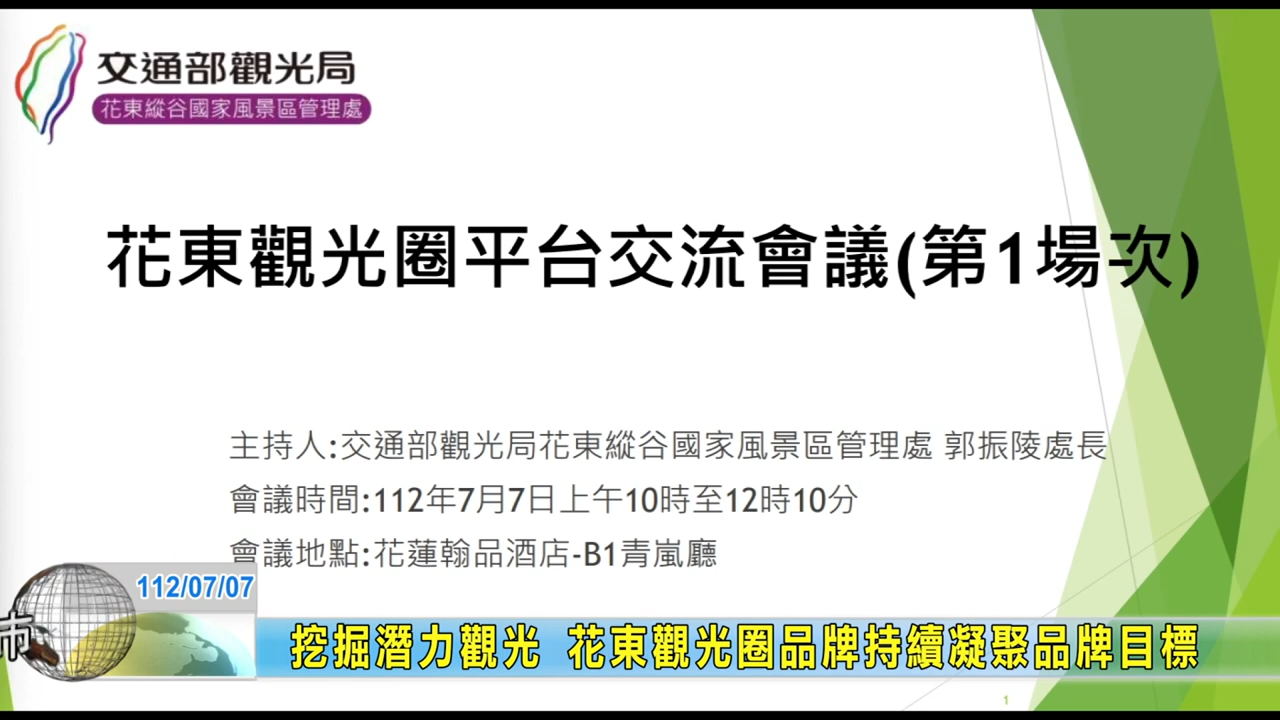 交通部觀光局
花東縱谷國家風景區管理處
花東觀光圈平台交流會議(第1場次)
主持人:交通部觀光局花東縱谷國家風景區管理處 郭振陵處長
會議時間:112年7月7日上午10時至12時10分
會議地點:花蓮翰品酒店-B1青嵐廳
112/07/07
市
挖掘潛力觀光 花東觀光圈品牌持續凝聚品牌目標
1